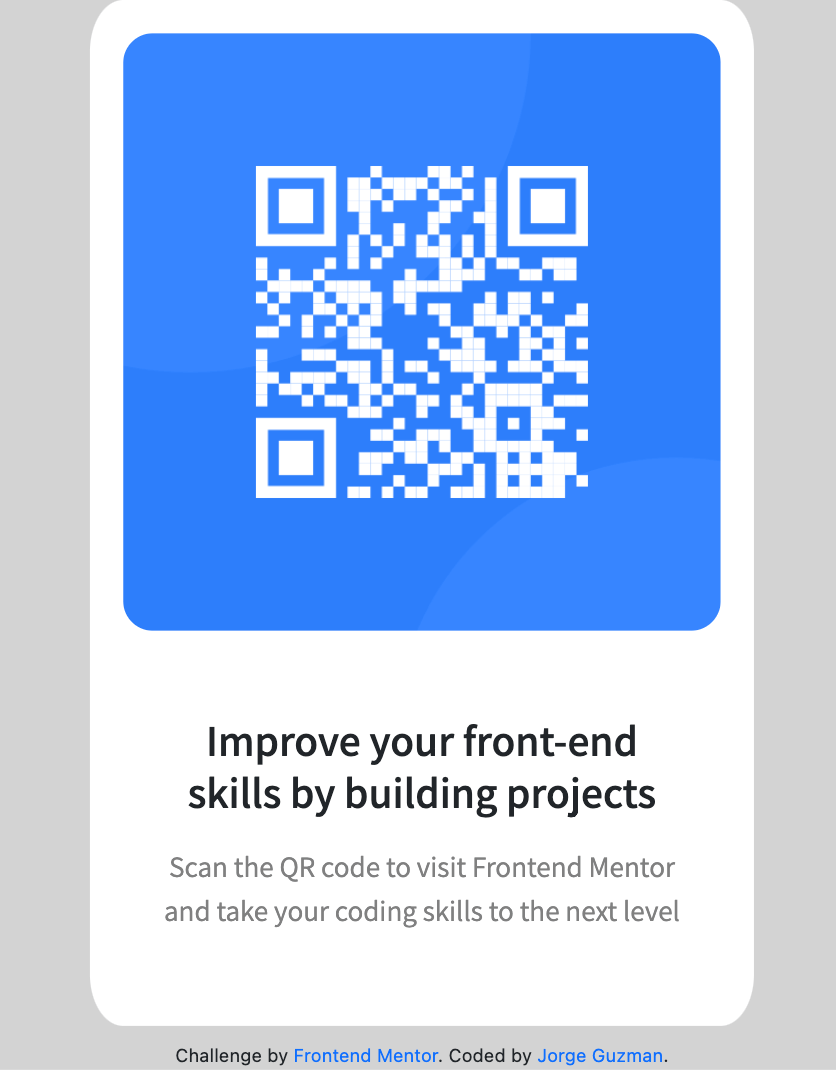 Improve your front-end
skills by building projects
Scan the QR code to visit Frontend Mentor
and take your coding skills to the next level
Challenge by Frontend Mentor. Coded by Jorge Guzman.